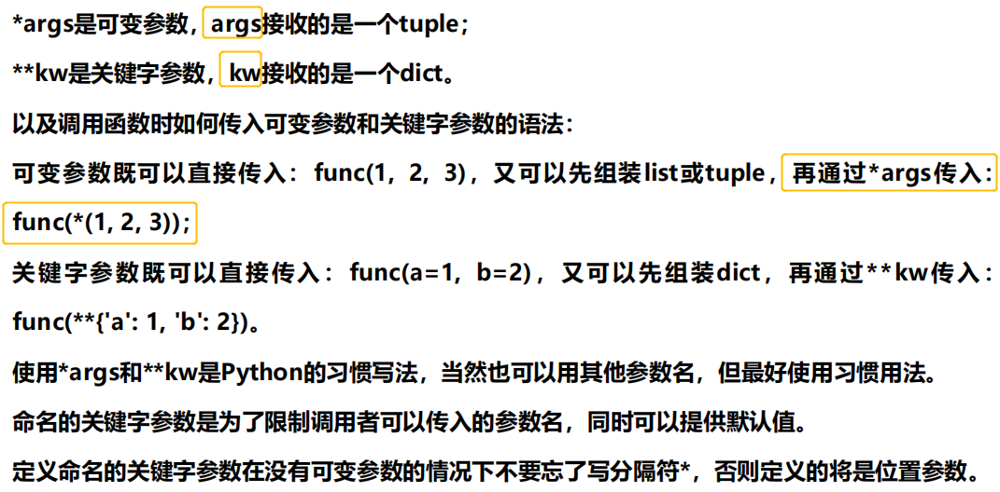 *args是可变参数，args接收的是一个tuple；
**kw是关键字参数，kw接收的是一个dict。
以及调用函数时如何传入可变参数和关键字参数的语法：
可变参数既可以直接传入：func(1, 2, 3)，又可以先组装list或tuple，再通过*args传入：
func(*(1, 2, 3))；
关键字参数既可以直接传入：func(a=1, b=2)，又可以先组装dict，再通过**kw传入：
func(**{'a': 1, 'b': 2})。
使用*args和**kw是Python的习惯写法，当然也可以用其他参数名，但最好使用习惯用法。
命名的关键字参数是为了限制调用者可以传入的参数名，同时可以提供默认值。
定义命名的关键字参数在没有可变参数的情况下不要忘了写分隔符*，否则定义的将是位置参数。